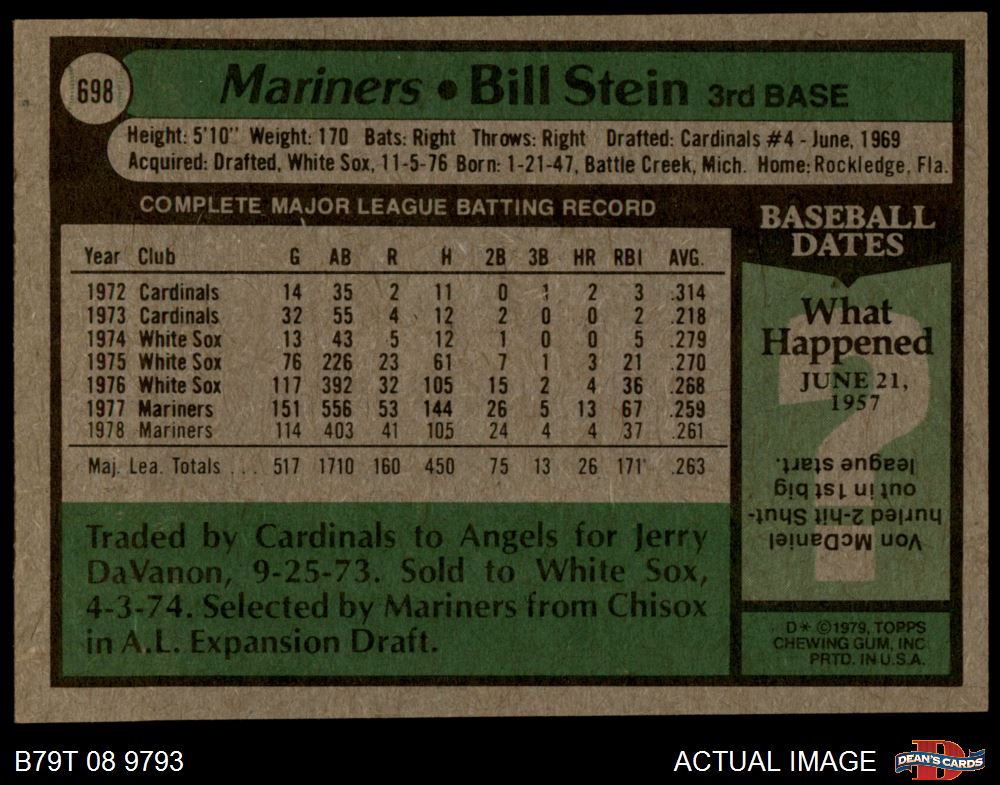 698
Mariners • Bill Stein 3rd BASE
Height: 5'10" Weight: 170 Bats: Right Throws: Right Drafted: Cardinals #4 - June, 1969
Acquired: Drafted, White Sox, 11-5-76 Born: 1-21-47, Battle Creek, Mich. Home: Rockledge, Fla.
COMPLETE MAJOR LEAGUE BATTING RECORD
Year Club G AB R H 2B 3B HR RBI AVG.
1972 Cardinals 14 35 2 11 0 1 2 3 .314
1973 Cardinals 32 55 4 12 2 0 0 2 .218
1974 White Sox 13 43 5 12 1 0 0 5 .279
1975 White Sox 76 226 23 61 7 1 3 21 .270
1976 White Sox 117 392 32 105 15 2 4 36 .268
1977 Mariners 151 556 53 144 26 5 13 67 .259
1978 Mariners 114 403 41 105 24 4 4 37 .261
Maj. Lea. Totals ... 517 1710 160 450 75 13 26 171 .263
Traded by Cardinals to Angels for Jerry
DaVanon, 9-25-73. Sold to White Sox,
4-3-74. Selected by Mariners from Chisox
in A.L. Expansion Draft.
BASEBALL
DATES
What
Happened
JUNE 21,
1957
?
Von McDaniel
hurled 2-hit Shut-
out in 1st big
league start.
D* ©1979, TOPPS
CHEWING GUM, INC
PRTD. IN U.S.A.
B79T 08 9793
ACTUAL IMAGE
D
DEAN'S CARDS